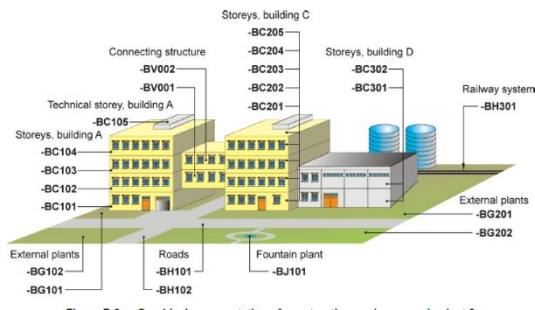 Storeys, building C
-BC205
-BC204
-BC203
-BC202
-BC201
Connecting structure
-BV002
-BV001
Storeys, building D
-BC302
-BC301
Railway system
-BH301
Technical storey, building A
-BC105
Storeys, building A
-BC104
-BC103
-BC102
-BC101
External plants
-BG201
-BG202
External plants
-BG102
-BG101
Roads
-BH101
-BH102
Fountain plant
-BJ101